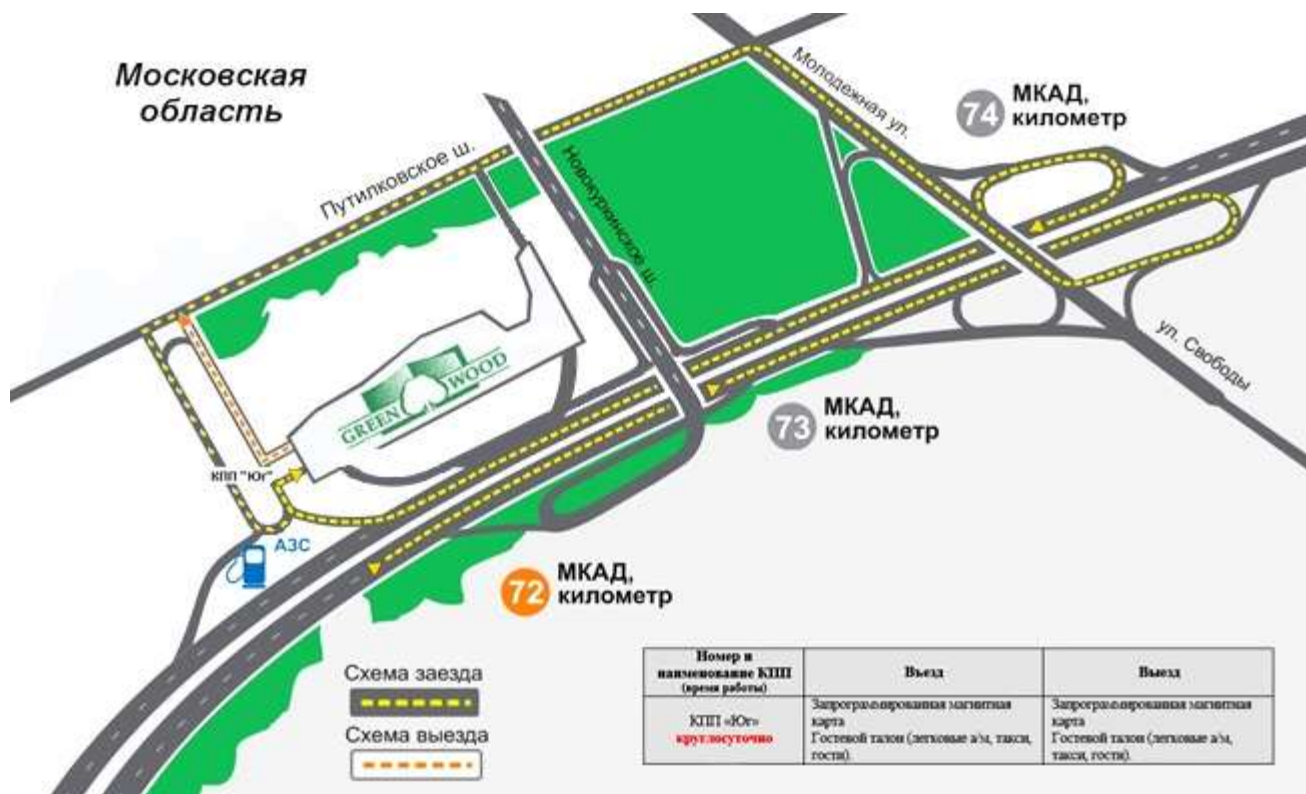 Московская
область
Путилковское ш.
Новокуркинское ш.
Молодежная ул.
74
МКАД,
километр
ул. Свободы
GREEN WOOD
73
МКАД,
километр
КПП "Юг"
АЗС
72
МКАД,
километр
Схема заезда
Схема выезда
Номер и
наименование КПП
(время работы)
Въезд
Выезд
КПП «Юг»
круглосуточно
Запрограммированная магнитная
карта
Гостевой талон (легковые а/м, такси,
гости).
Запрограммированная магнитная
карта
Гостевой талон (легковые а/м,
такси, гости).